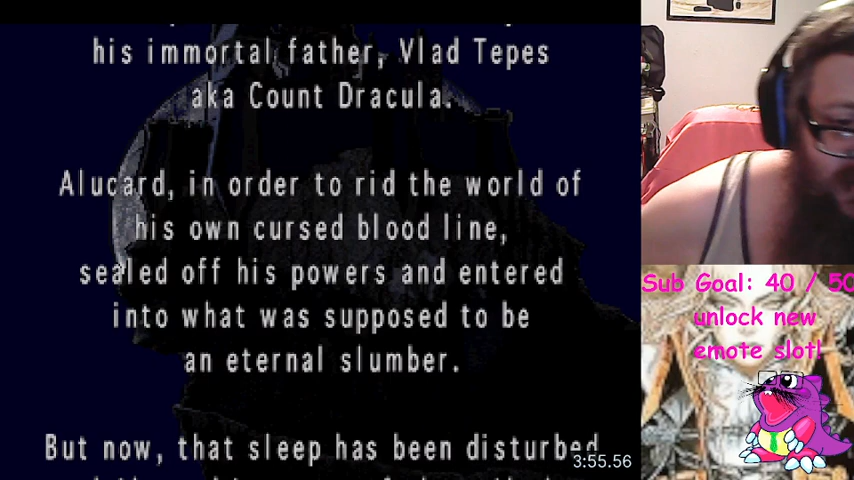 his immortal father, Vlad Tepes
aka Count Dracula.
Alucard, in order to rid the world of
his own cursed blood line,
sealed off his powers and entered
into what was supposed to be
an eternal slumber.
But now, that sleep has been disturbed
3:55.56
Sub Goal: 40 / 50
unlock new
emote slot!